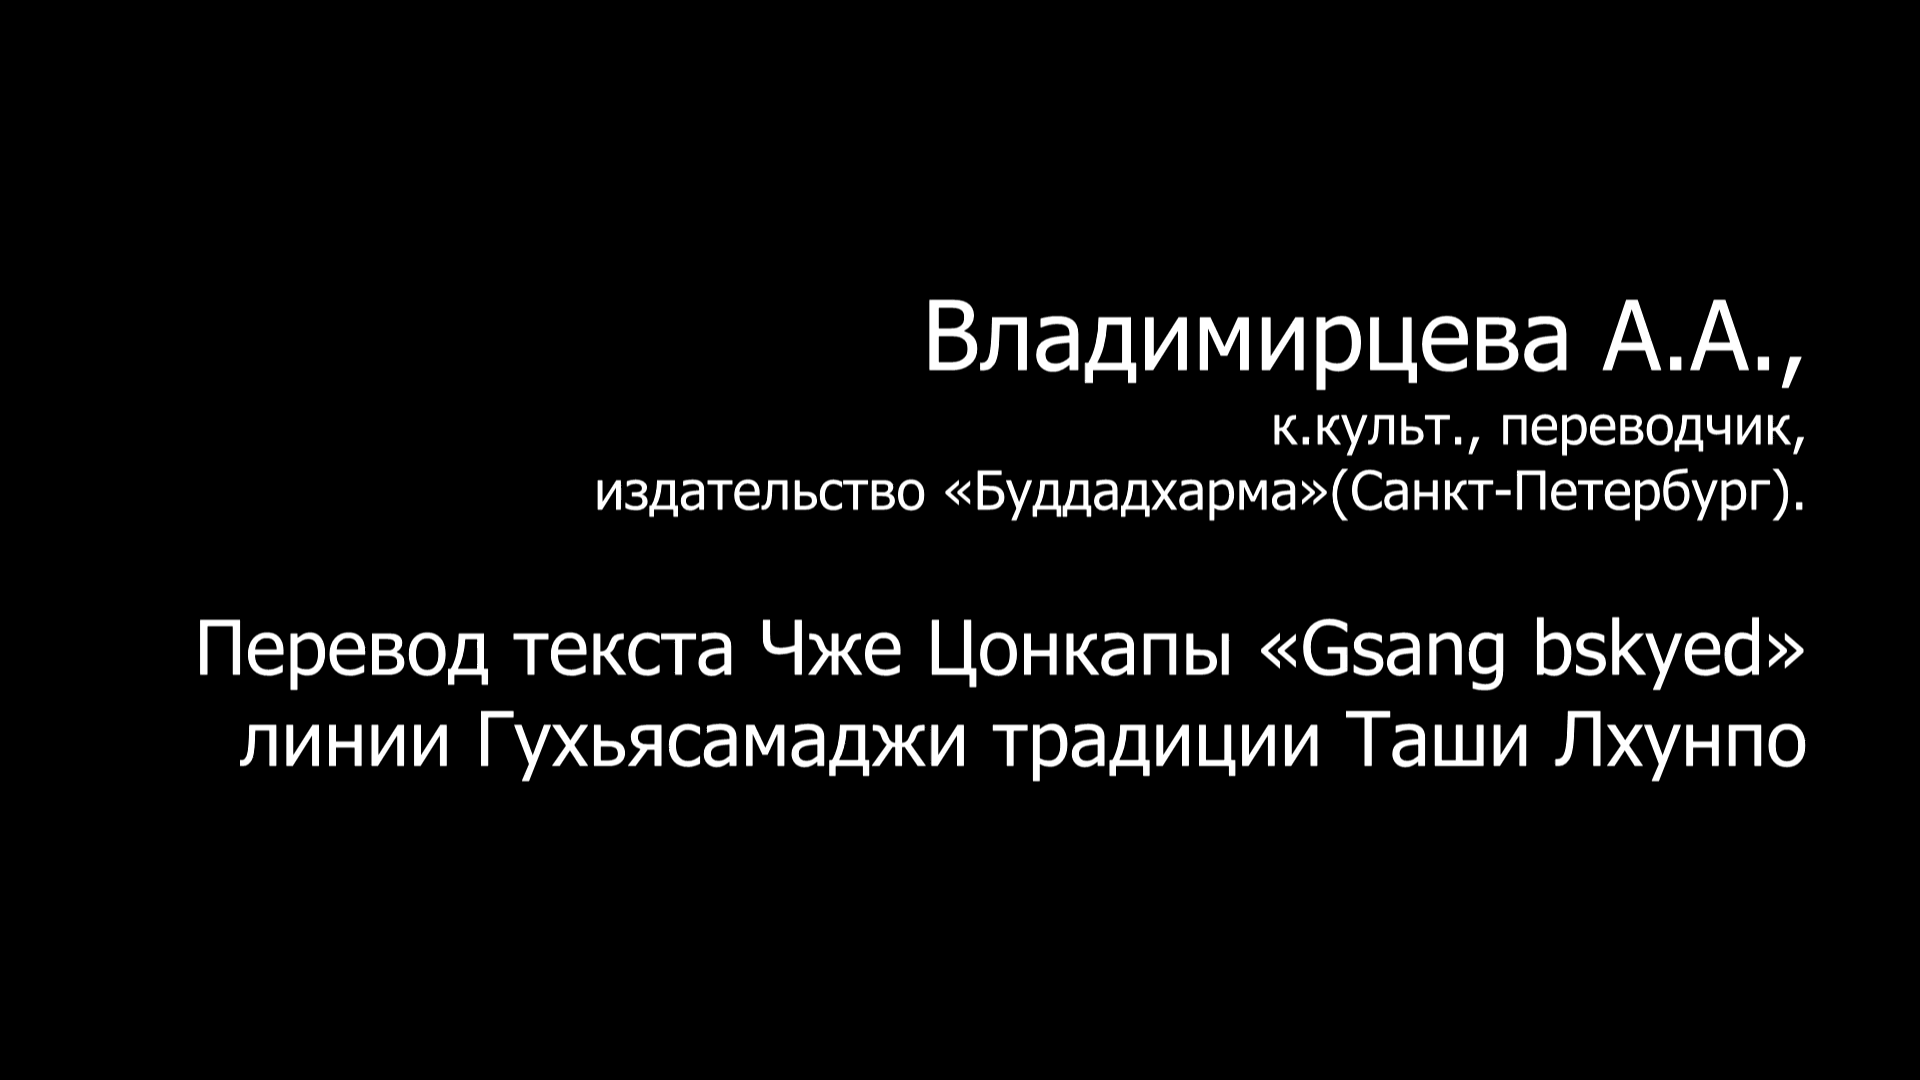 Владимирцева А.А.,
к.культ., переводчик,
издательство «Буддадхарма»(Санкт-Петербург).
Перевод текста Чже Цонкапы «Gsang bskyed»
линии Гухьясамаджи традиции Таши Лхунпо